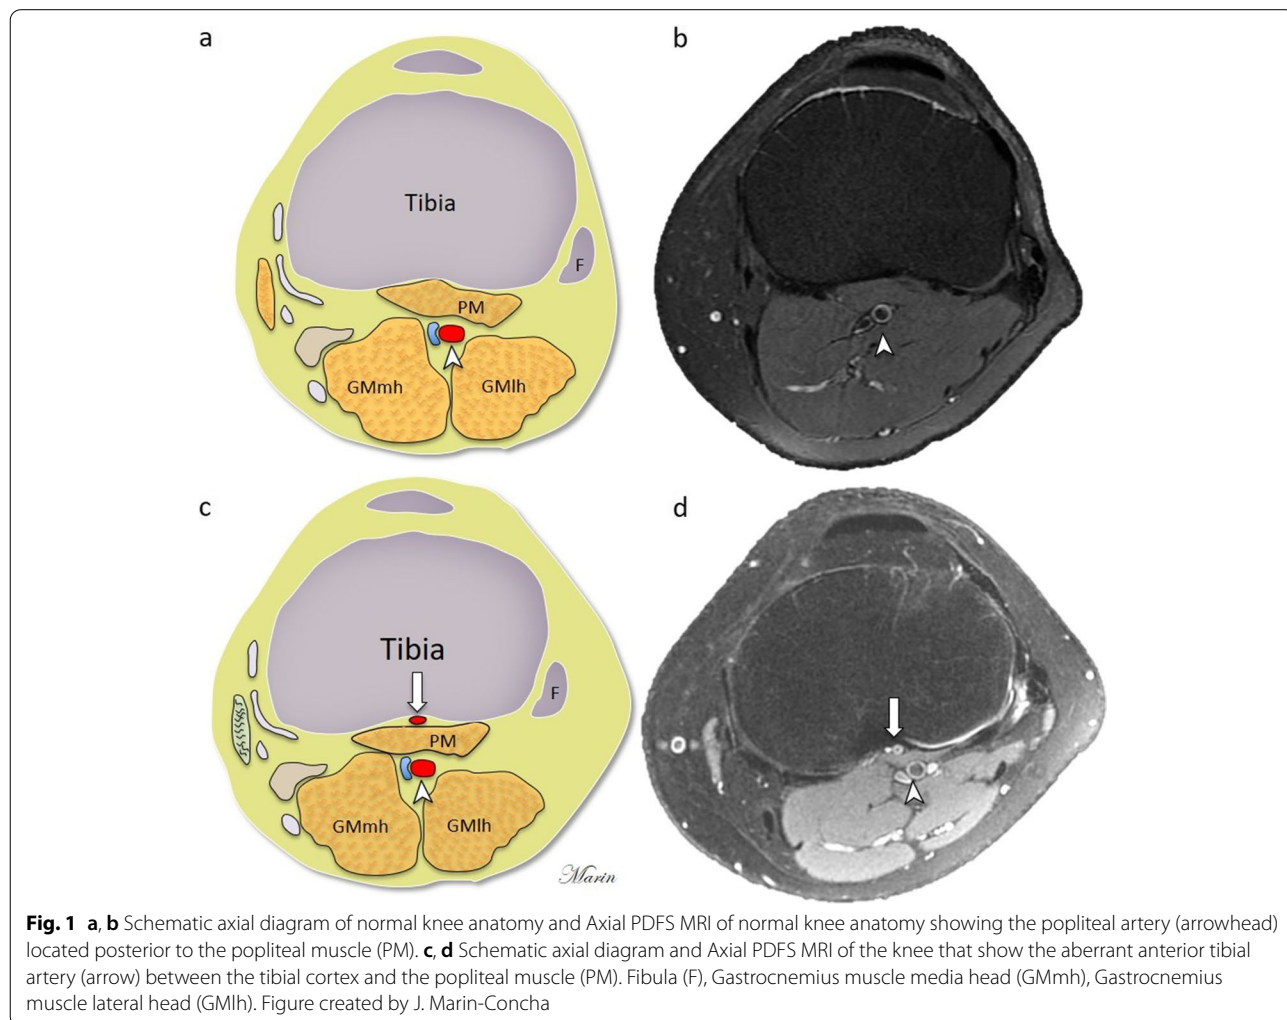 a
b
Tibia
F
PM
GMmh
GMlh
c
d
Tibia
F
PM
GMmh
GMlh
Marin
Fig. 1 a, b Schematic axial diagram of normal knee anatomy and Axial PDFS MRI of normal knee anatomy showing the popliteal artery (arrowhead)
located posterior to the popliteal muscle (PM). c, d Schematic axial diagram and Axial PDFS MRI of the knee that show the aberrant anterior tibial
artery (arrow) between the tibial cortex and the popliteal muscle (PM). Fibula (F), Gastrocnemius muscle media head (GMmh), Gastrocnemius
muscle lateral head (GMlh). Figure created by J. Marin-Concha